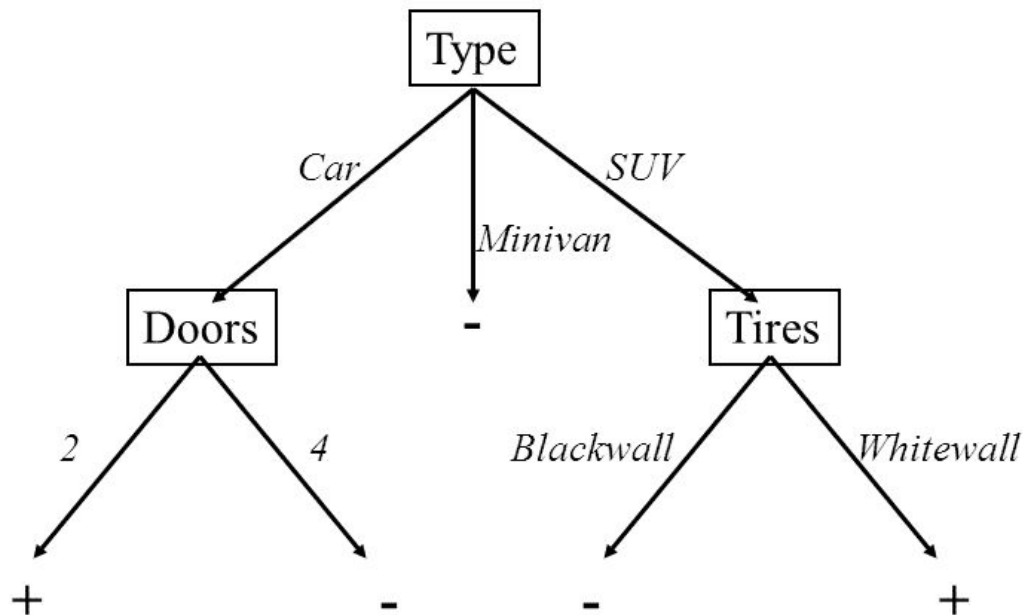 Type
Car
SUV
Minivan
Doors
-
Tires
2
4
Blackwall
Whitewall
+
-
-
+